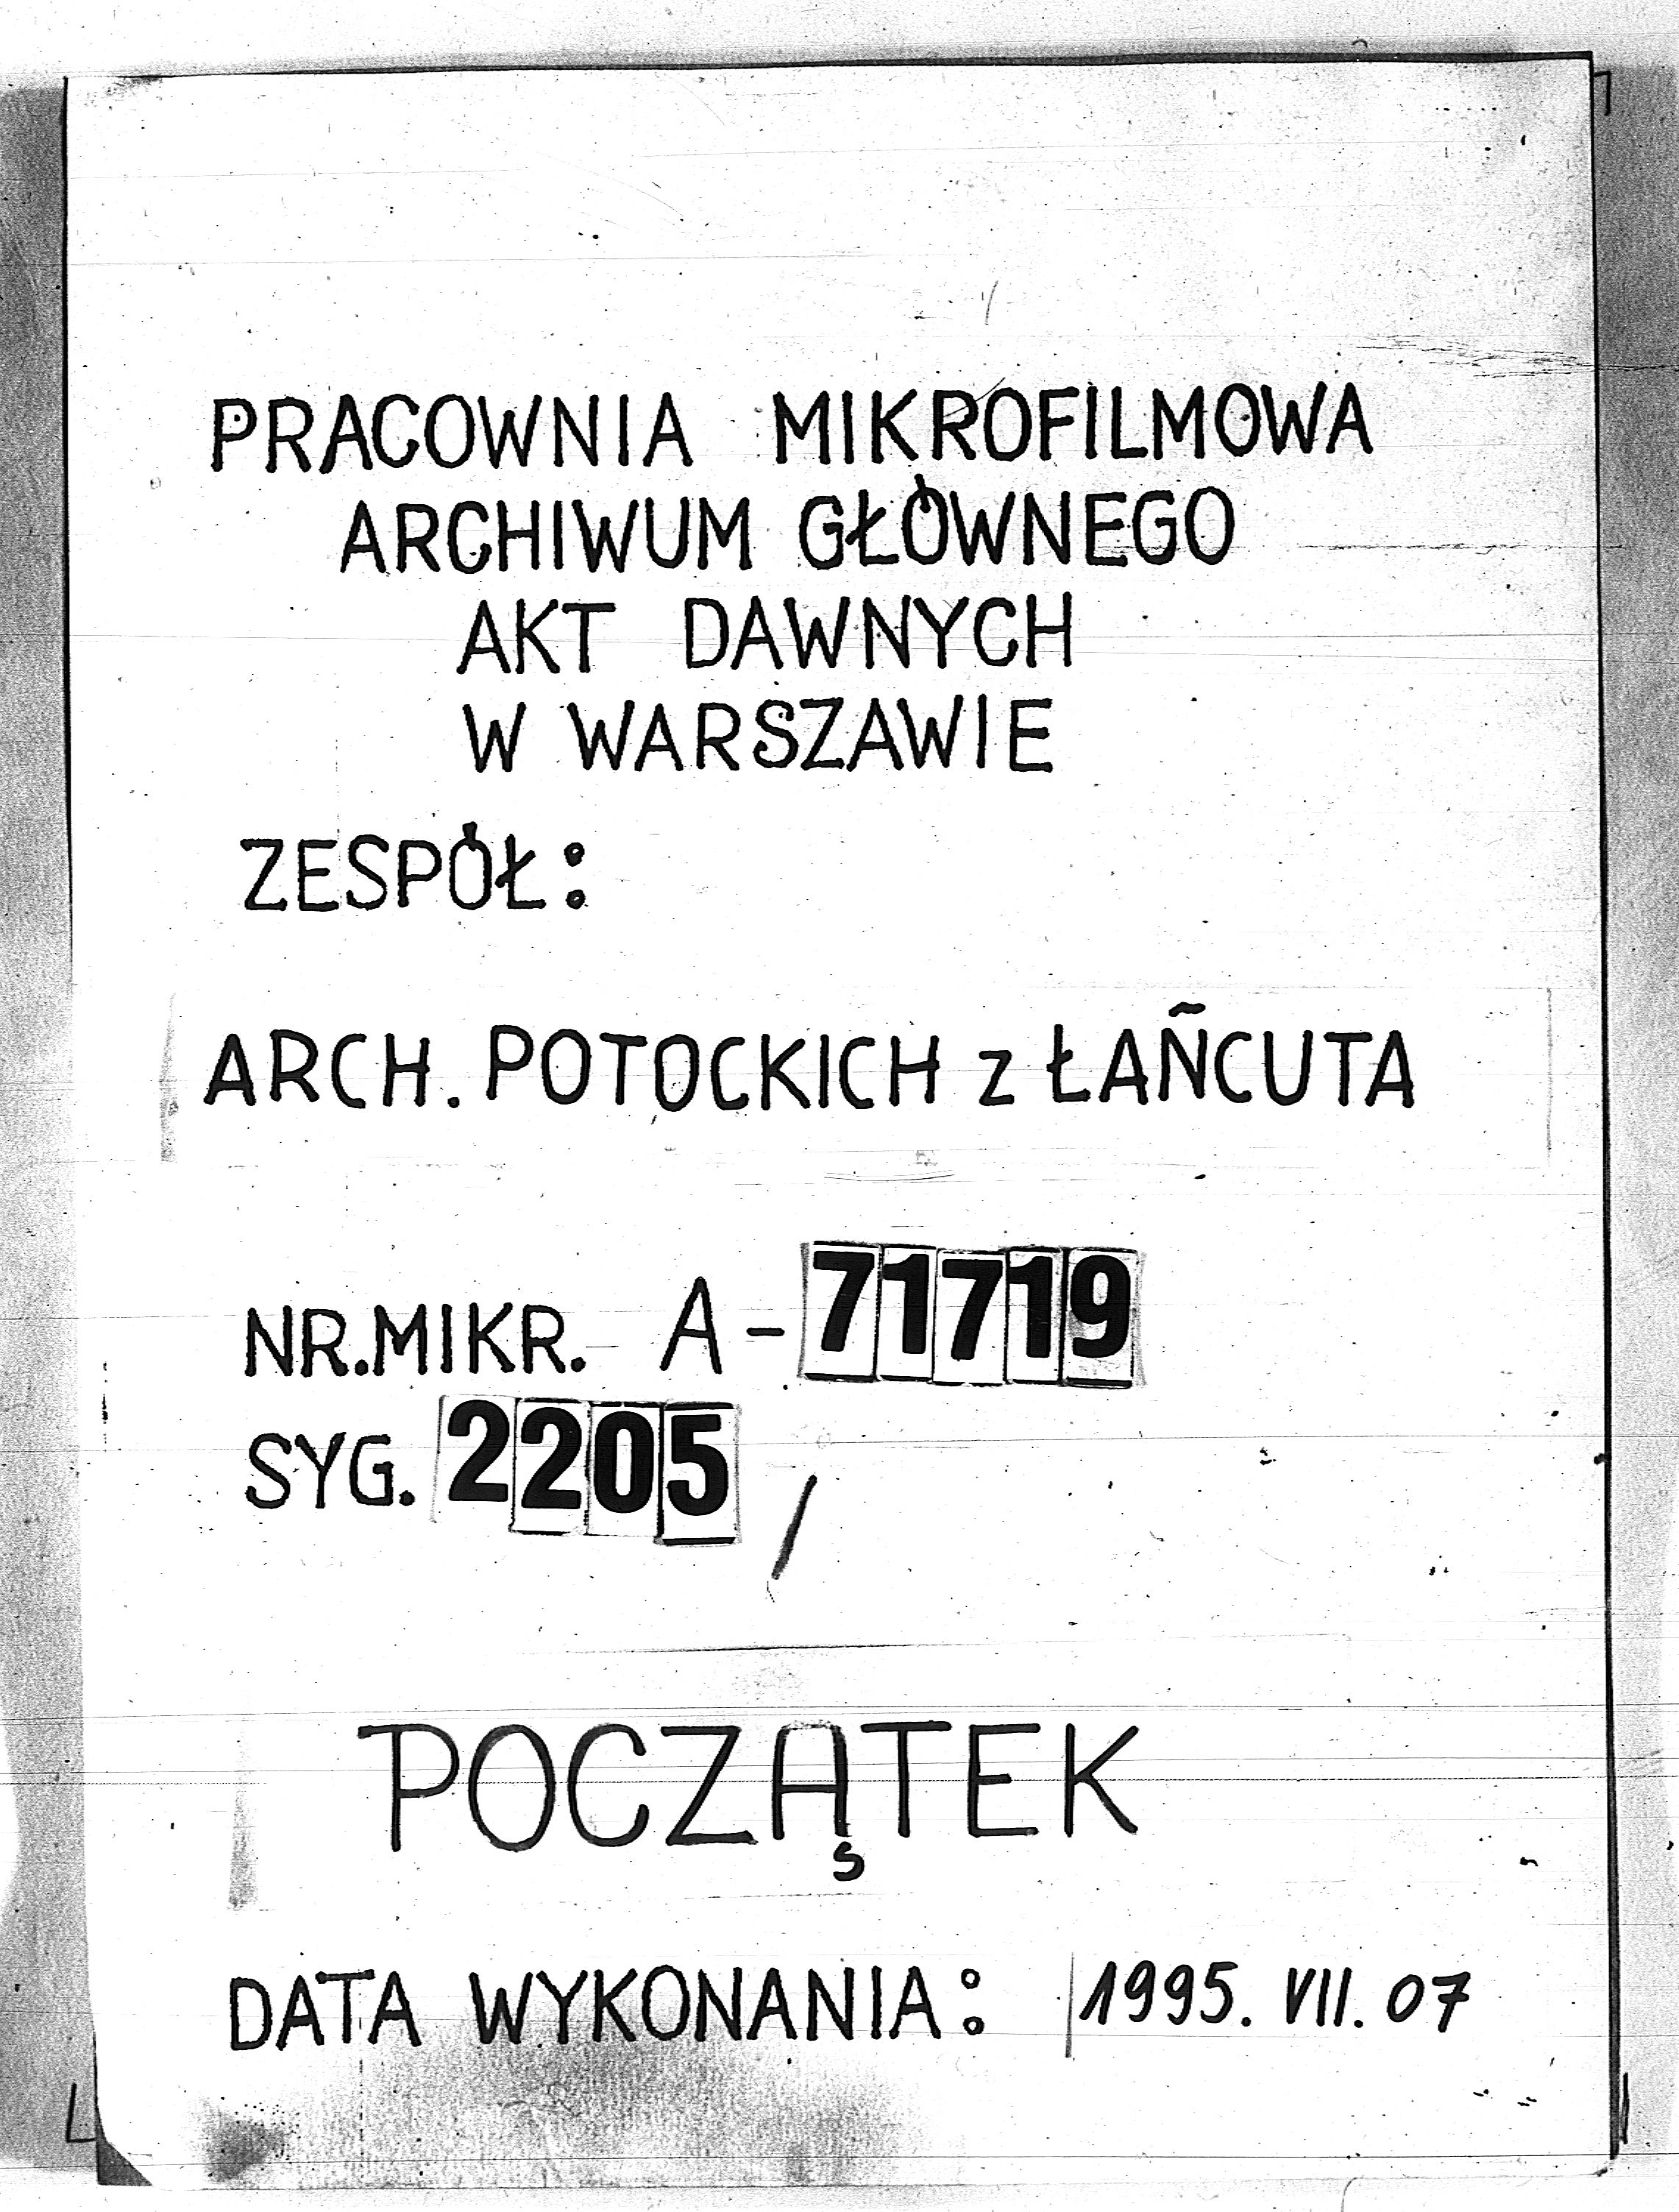 PRACOWNIA MIKROFILMOWA
ARCHIWUM GŁÓWNEGO
AKT DAWNYCH
W WARSZAWIE
ZESPÓŁ:
ARCH. POTOCKICH z ŁAŃCUTA
NR.MIKR. A-71719
SYG. 2205 /
POCZĄTEK
DATA WYKONANIA: 1995. VII. 07